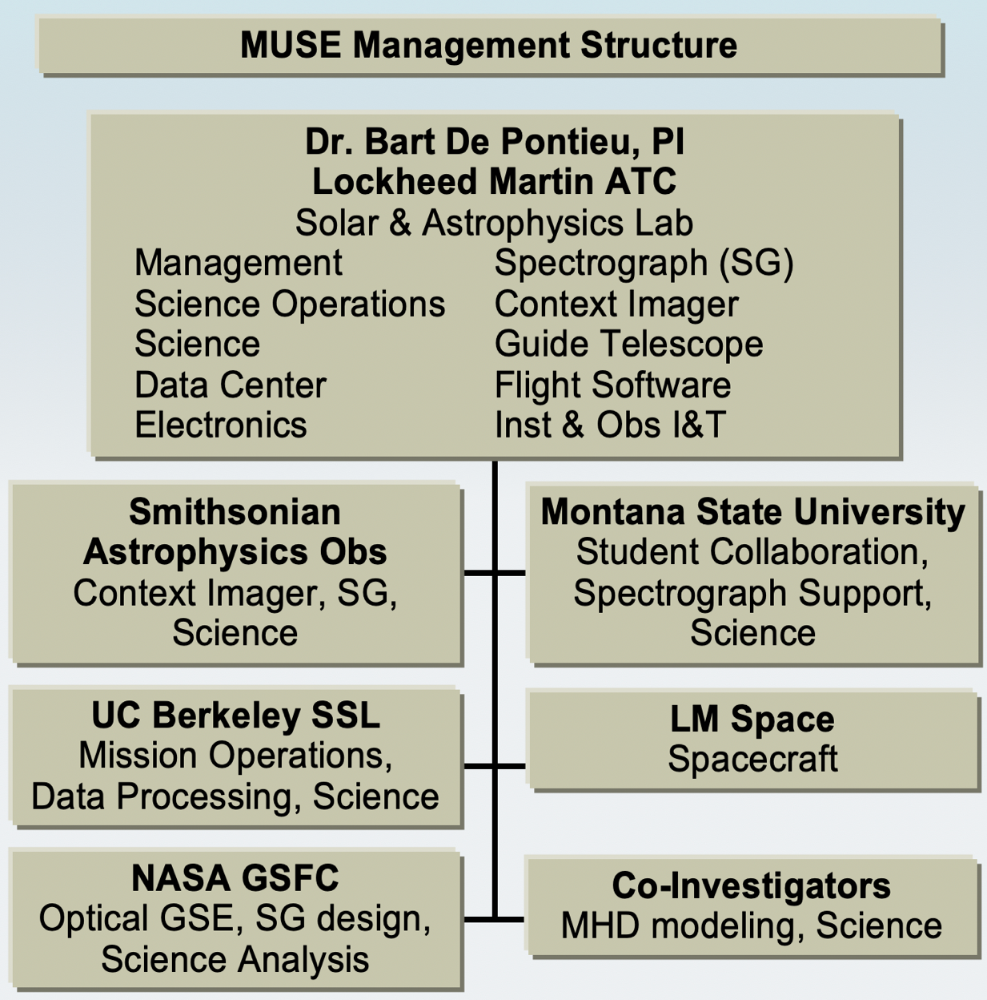 MUSE Management Structure
Dr. Bart De Pontieu, PI
Lockheed Martin ATC
Solar & Astrophysics Lab
Management
Science Operations
Science
Data Center
Electronics
Spectrograph (SG)
Context Imager
Guide Telescope
Flight Software
Inst & Obs I&T
Smithsonian
Astrophysics Obs
Context Imager, SG,
Science
Montana State University
Student Collaboration,
Spectrograph Support,
Science
UC Berkeley SSL
Mission Operations,
Data Processing, Science
LM Space
Spacecraft
NASA GSFC
Optical GSE, SG design,
Science Analysis
Co-Investigators
MHD modeling, Science